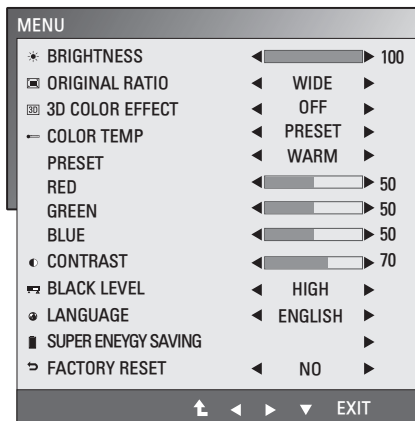 MENU
BRIGHTNESS 100
ORIGINAL RATIO WIDE
3D 3D COLOR EFFECT OFF
COLOR TEMP PRESET
PRESET WARM
RED 50
GREEN 50
BLUE 50
CONTRAST 70
BLACK LEVEL HIGH
LANGUAGE ENGLISH
SUPER ENEYGY SAVING
FACTORY RESET NO
EXIT